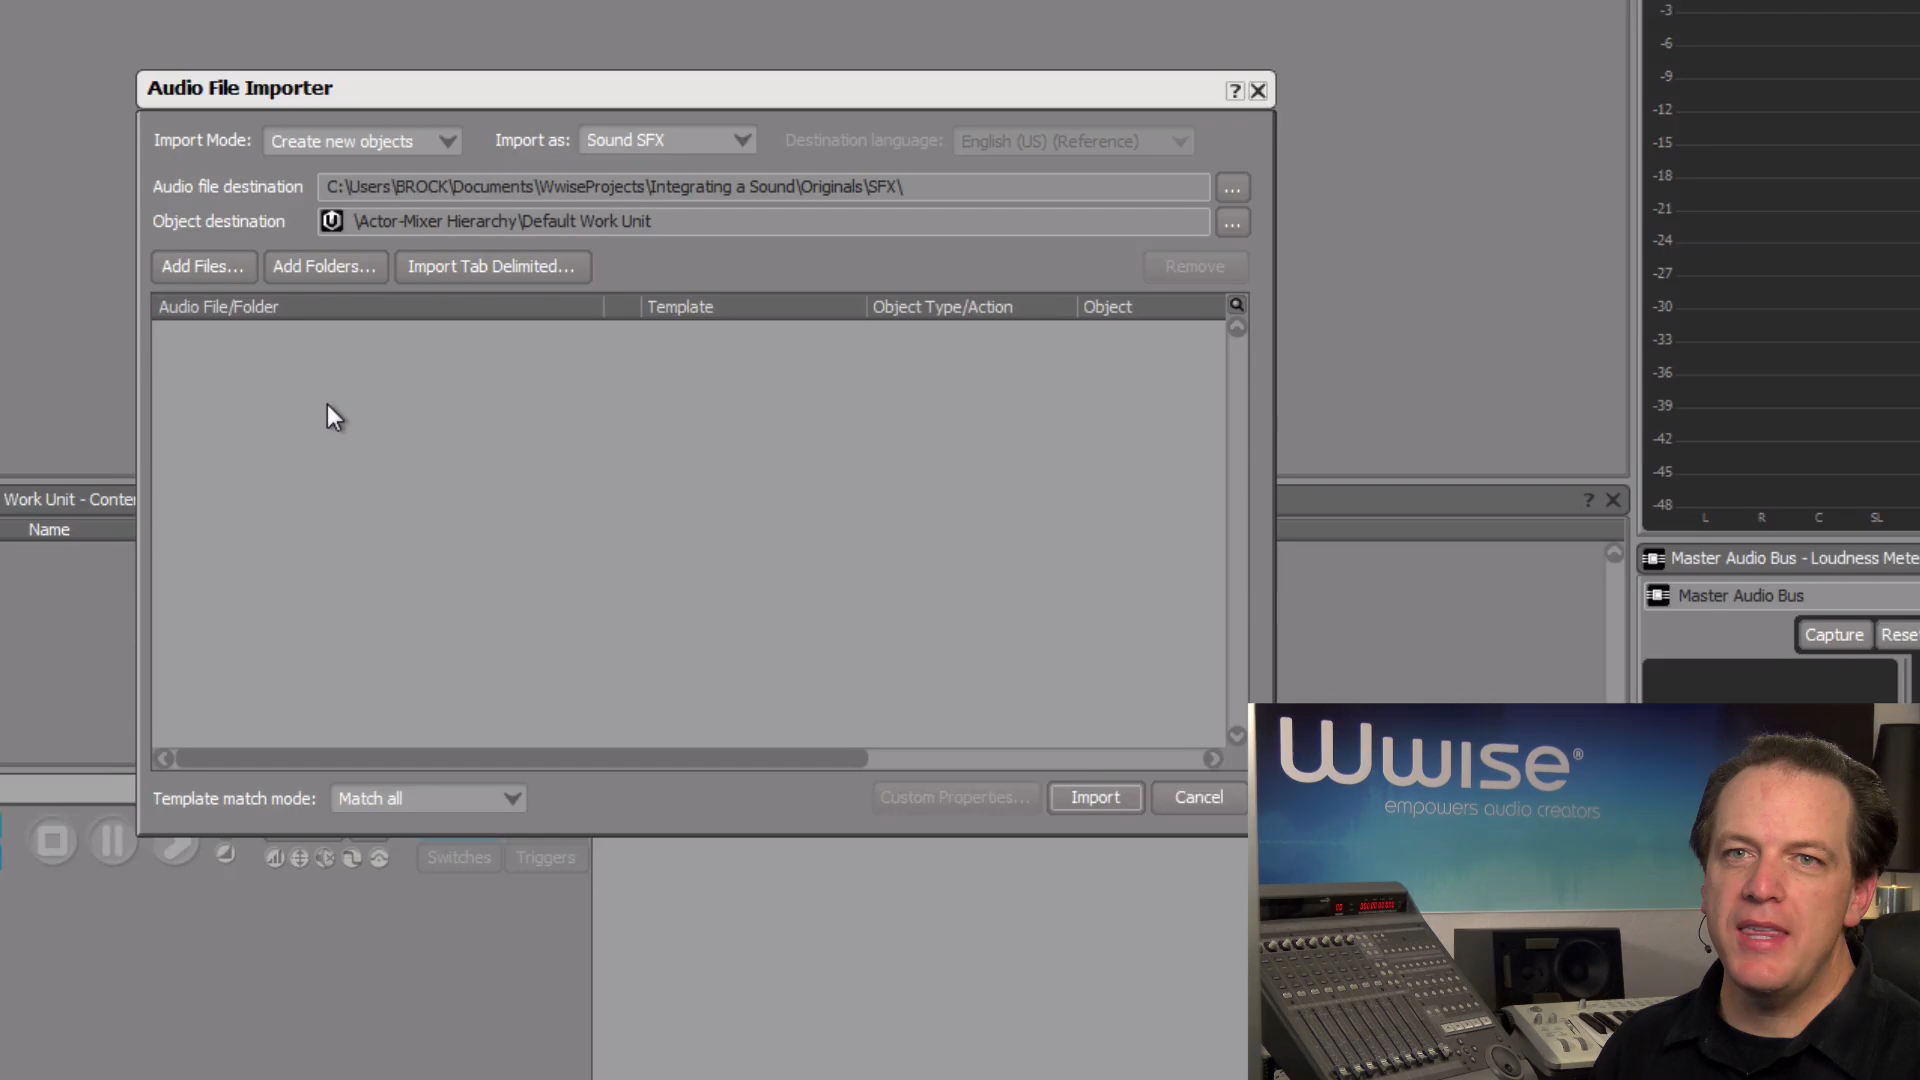 Audio File Importer
?
Import Mode: Create new objects Import as: Sound SFX Destination language: English (US) (Reference)
Audio file destination C:\Users\BROCK\Documents\WwiseProjects\Integrating a Sound\Originals\SFX\ ...
Object destination \Actor-Mixer Hierarchy\Default Work Unit ...
Add Files... Add Folders... Import Tab Delimited... Remove
Audio File/Folder Template Object Type/Action Object
Template match mode: Match all Custom Properties... Import Cancel
Work Unit - Conte
?
Name
Switches Triggers
-3
-6
-9
-12
-15
-18
-21
-24
-27
-30
-33
-36
-39
-42
-45
-48
L R C SL
Master Audio Bus - Loudness Mete
Master Audio Bus
Capture Rese
Wwise®
empowers audio creators